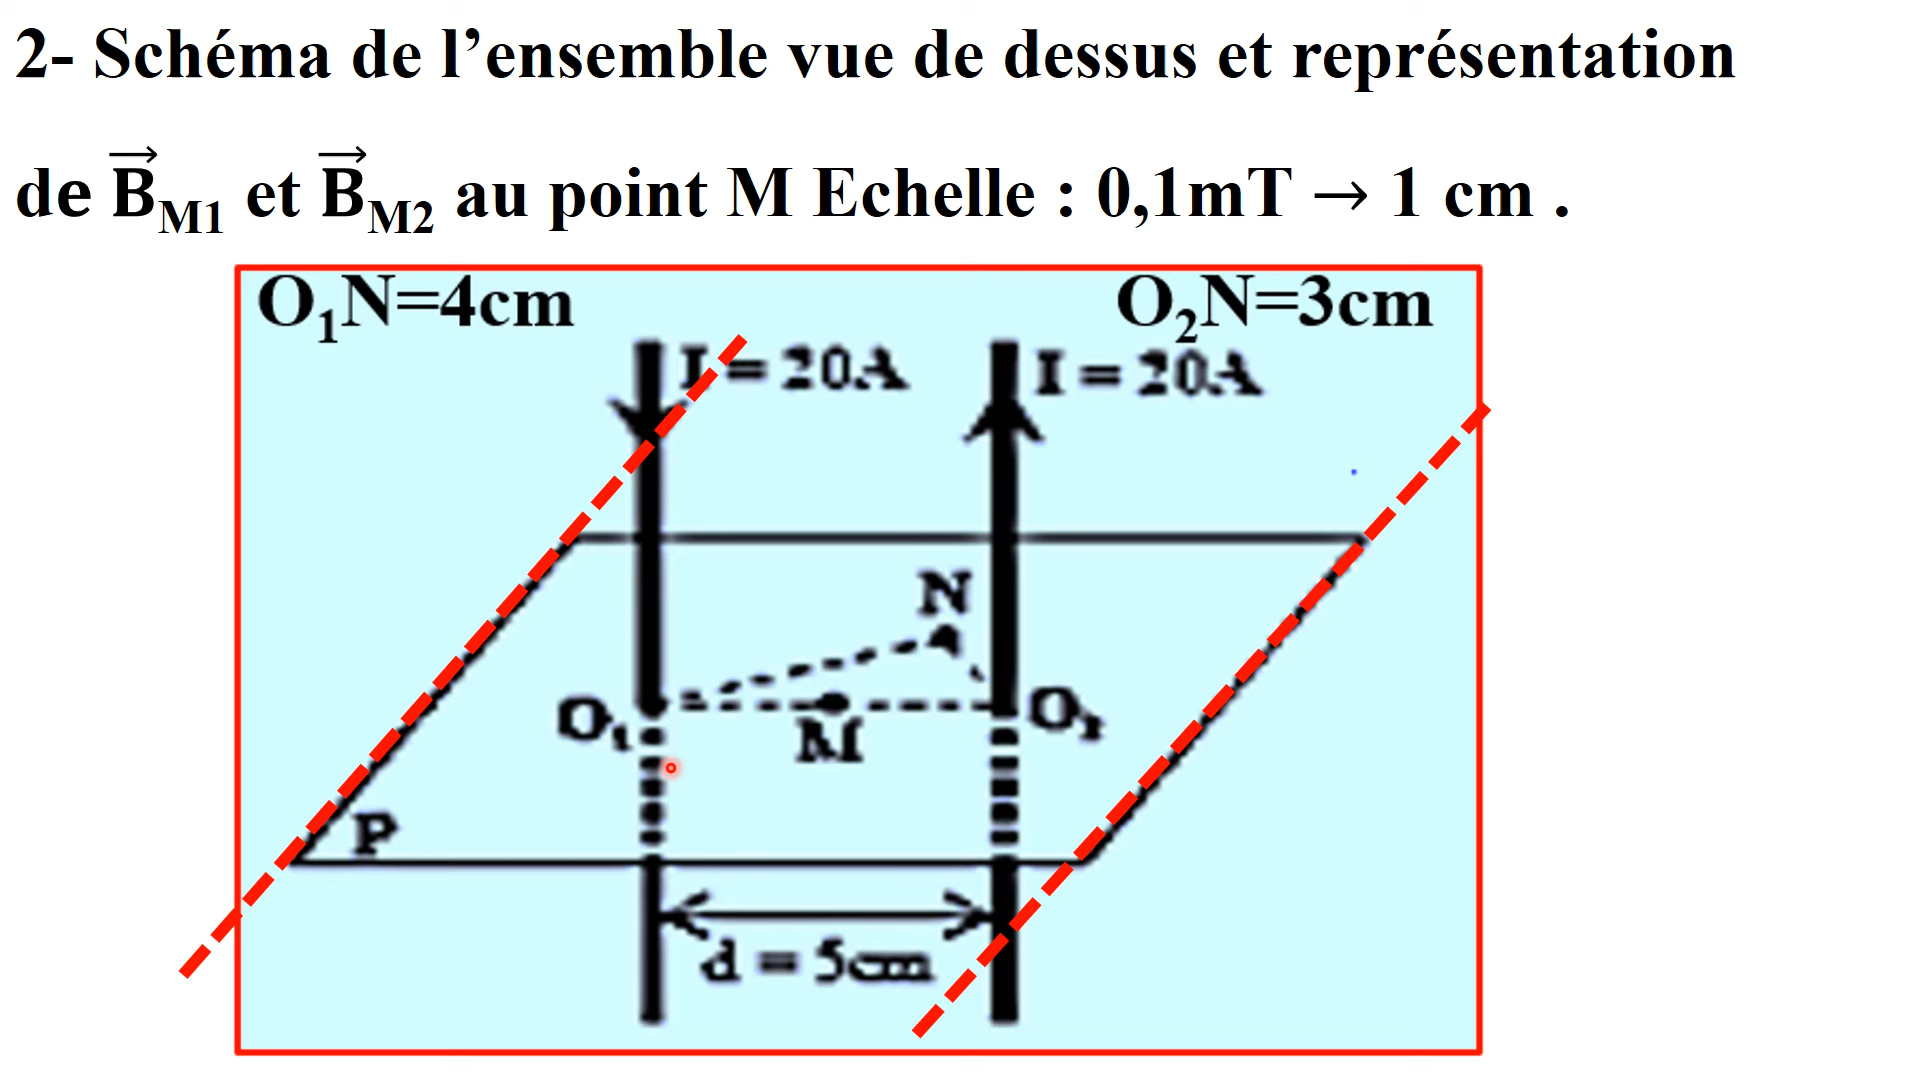 2- Schéma de l’ensemble vue de dessus et représentation
de B⃗M1 et B⃗M2 au point M Echelle : 0,1mT → 1 cm .
O1N=4cm
O2N=3cm
I = 20A
I = 20A
N
O1
M
O2
P
d = 5cm